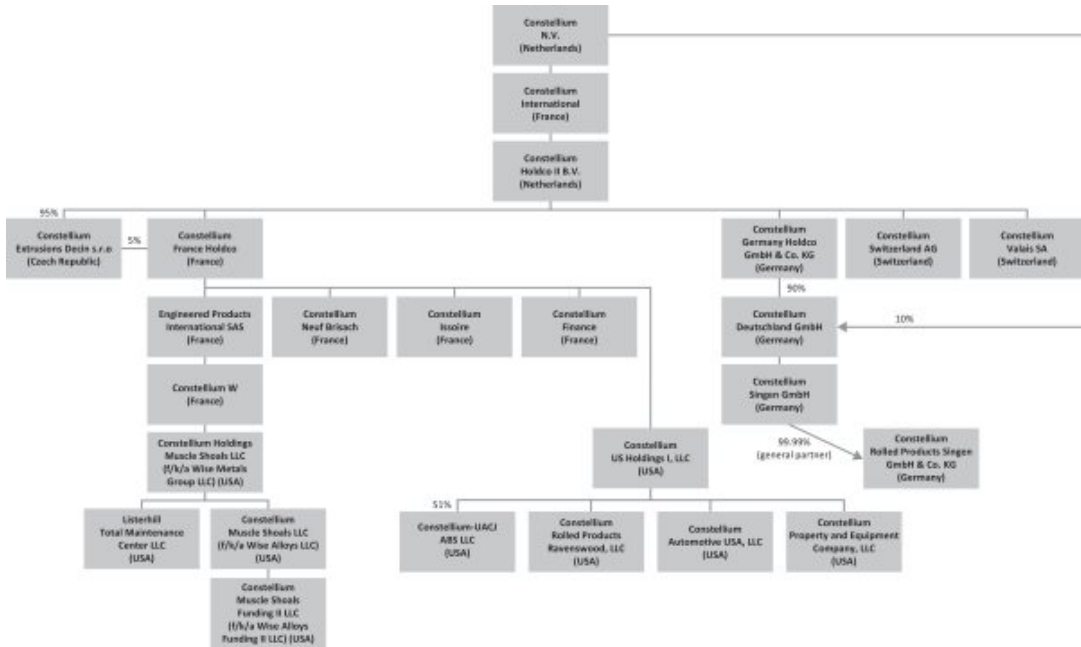 Constellium
N.V.
(Netherlands)
Constellium
International
(France)
Constellium
Holdco II B.V.
(Netherlands)
95%
Constellium
Extrusions Decin s.r.o
(Czech Republic)
5%
Constellium
France Holdco
(France)
Constellium
Germany Holdco
GmbH & Co. KG
(Germany)
Constellium
Switzerland AG
(Switzerland)
Constellium
Valais SA
(Switzerland)
90%
Engineered Products
International SAS
(France)
Constellium
Neuf Brisach
(France)
Constellium
Issoire
(France)
Constellium
Finance
(France)
Constellium
Deutschland GmbH
(Germany)
10%
Constellium W
(France)
Constellium
Singen GmbH
(Germany)
99.99%
(general partner)
Constellium
Rolled Products Singen
GmbH & Co. KG
(Germany)
Constellium Holdings
Muscle Shoals LLC
(f/k/a Wise Metals
Group LLC) (USA)
Constellium
US Holdings I, LLC
(USA)
Listerhill
Total Maintenance
Center LLC
(USA)
Constellium
Muscle Shoals LLC
(f/k/a Wise Alloys LLC)
(USA)
51%
Constellium-UACJ
ABS LLC
(USA)
Constellium
Rolled Products
Ravenswood, LLC
(USA)
Constellium
Automotive USA, LLC
(USA)
Constellium
Property and Equipment
Company, LLC
(USA)
Constellium
Muscle Shoals
Funding II LLC
(f/k/a Wise Alloys
Funding II LLC) (USA)